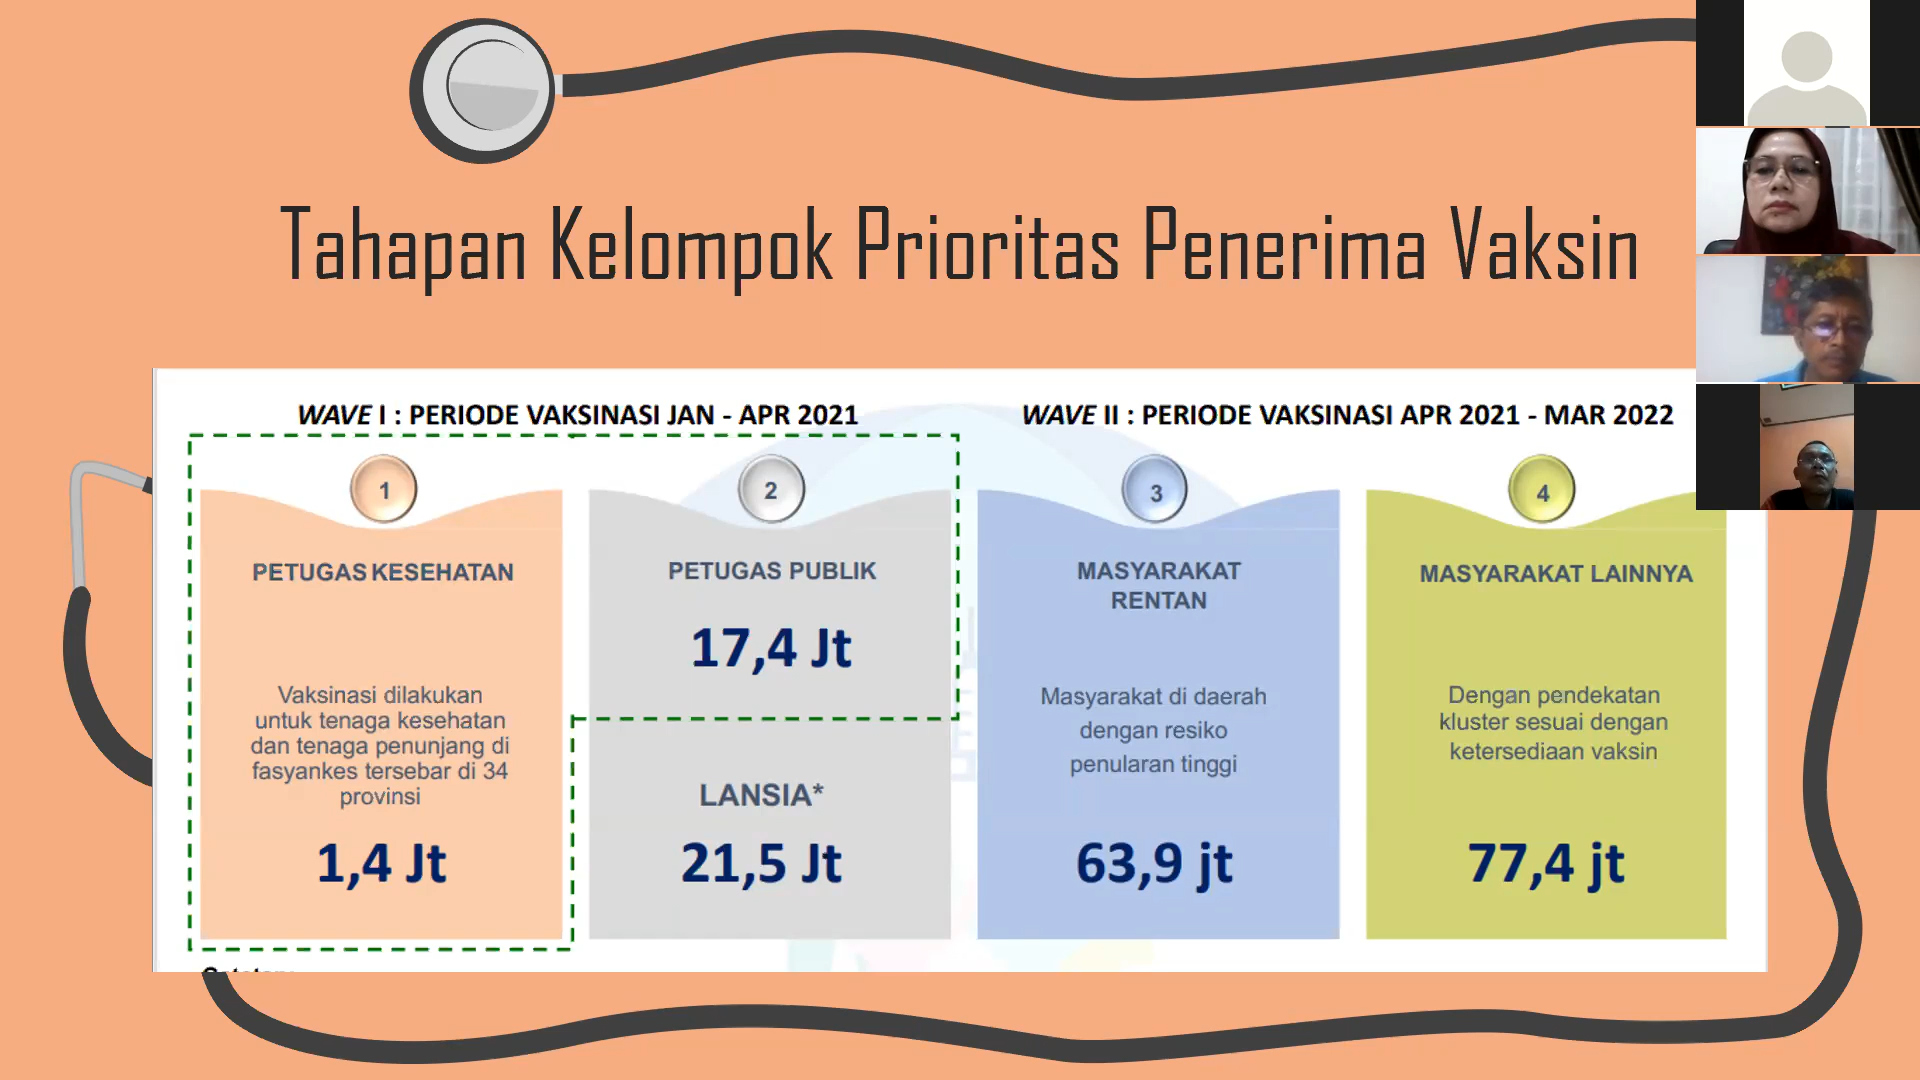 Tahapan Kelompok Prioritas Penerima Vaksin
WAVE I : PERIODE VAKSINASI JAN - APR 2021
WAVE II : PERIODE VAKSINASI APR 2021 - MAR 2022
1
PETUGAS KESEHATAN
Vaksinasi dilakukan
untuk tenaga kesehatan
dan tenaga penunjang di
fasyankes tersebar di 34
provinsi
1,4 Jt
2
PETUGAS PUBLIK
17,4 Jt
LANSIA*
21,5 Jt
3
MASYARAKAT
RENTAN
Masyarakat di daerah
dengan resiko
penularan tinggi
63,9 jt
4
MASYARAKAT LAINNYA
Dengan pendekatan
kluster sesuai dengan
ketersediaan vaksin
77,4 jt